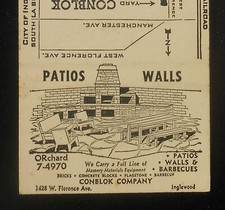 CITY OF IN
SOUTH LA B
CONBLOK
MANCHESTER AVE.
WEST FLORENCE AVE.
RAILROAD
N
PATIOS WALLS
ORchard
7-4970
We Carry a Full Line of
Masonry Materials Equipment
• PATIOS
• WALLS &
• BARBECUES
BRICKS • CONCRETE BLOCKS • FLAGSTONE • BARBECUE
CONBLOK COMPANY
1428 W. Florence Ave. Inglewood